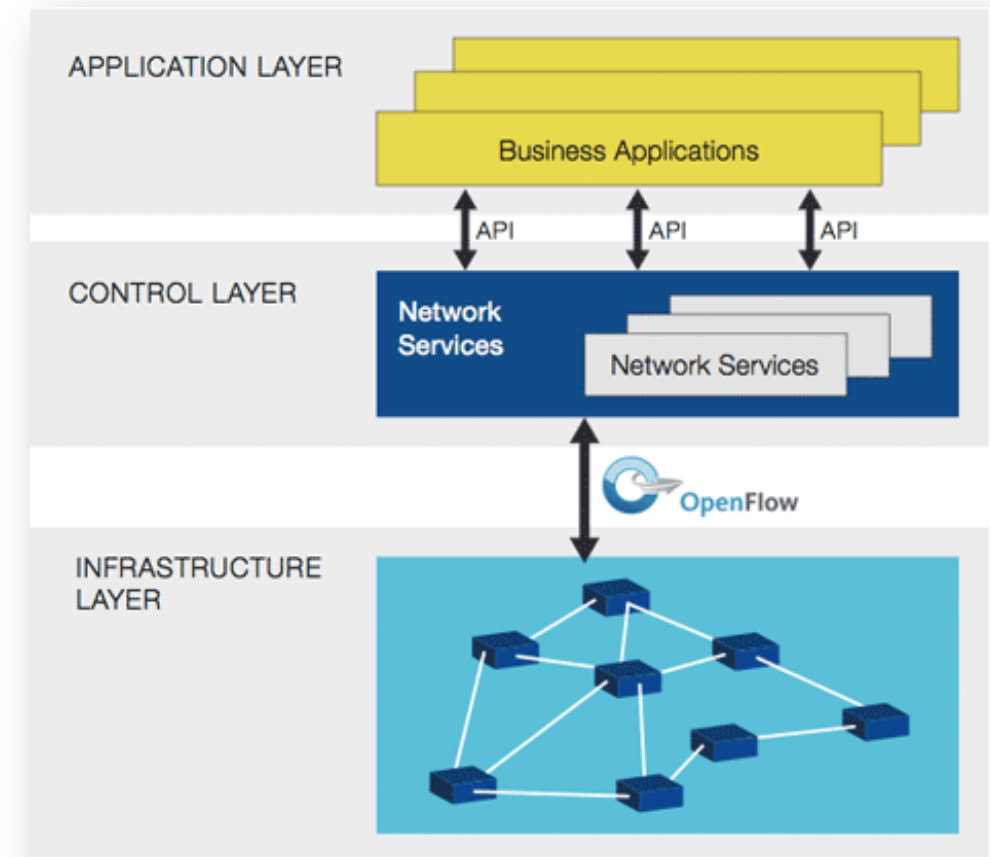 APPLICATION LAYER
Business Applications
API
API
API
CONTROL LAYER
Network
Services
Network Services
OpenFlow
INFRASTRUCTURE
LAYER